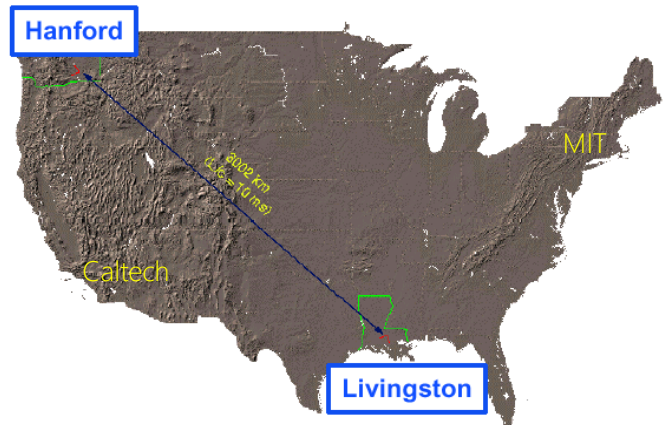 Hanford
MIT
3002 km
(L/c = 10 ms)
Caltech
Livingston